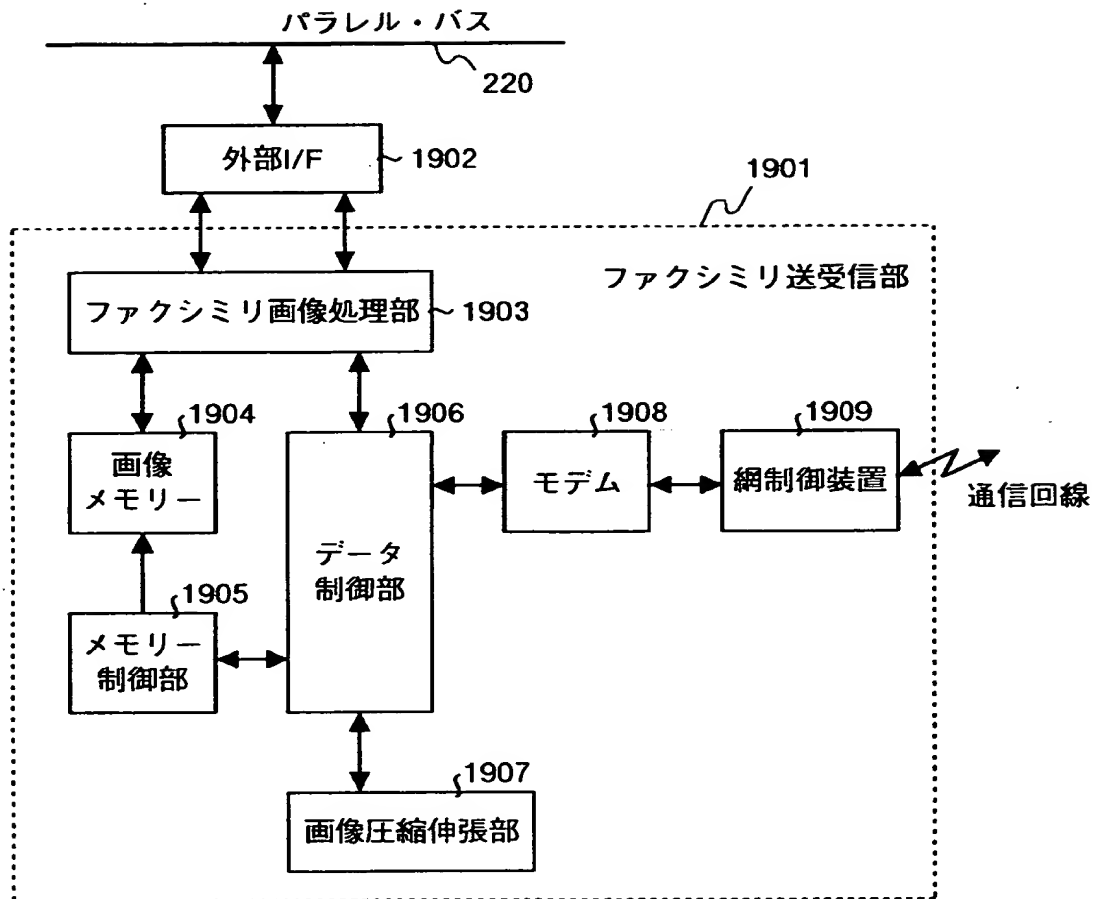 パラレル・バス
220
外部I/F
1902
1901
ファクシミリ送受信部
ファクシミリ画像処理部
1903
1904
画像
メモリー
1906
データ
制御部
1908
モデム
1909
網制御装置
通信回線
1905
メモリー
制御部
1907
画像圧縮伸張部